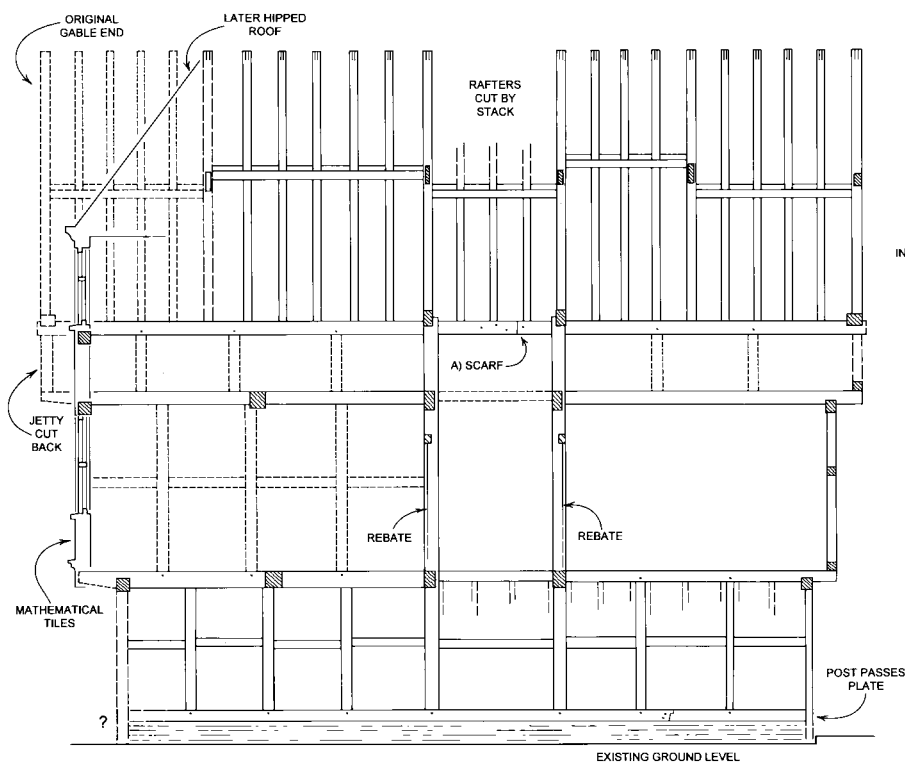 ORIGINAL
GABLE END
LATER HIPPED
ROOF
RAFTERS
CUT BY
STACK
IN
A) SCARF
JETTY
CUT
BACK
REBATE
REBATE
MATHEMATICAL
TILES
POST PASSES
PLATE
?
EXISTING GROUND LEVEL